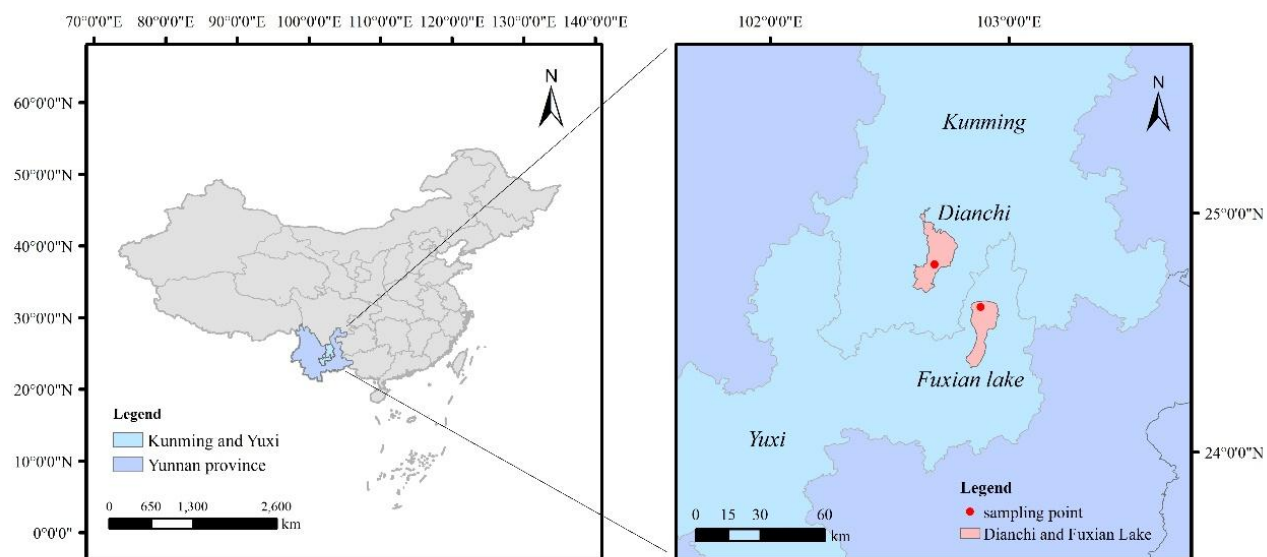 70°0'0"E 80°0'0"E 90°0'0"E 100°0'0"E 110°0'0"E 120°0'0"E 130°0'0"E 140°0'0"E
N
60°0'0"N
50°0'0"N
40°0'0"N
30°0'0"N
20°0'0"N
10°0'0"N
0°0'0"
Legend
Kunming and Yuxi
Yunnan province
0 650 1,300 2,600
km
102°0'0"E 103°0'0"E
N
Kunming
Dianchi
25°0'0"N
Fuxian lake
Yuxi
24°0'0"N
Legend
sampling point
Dianchi and Fuxian Lake
0 15 30 60
km